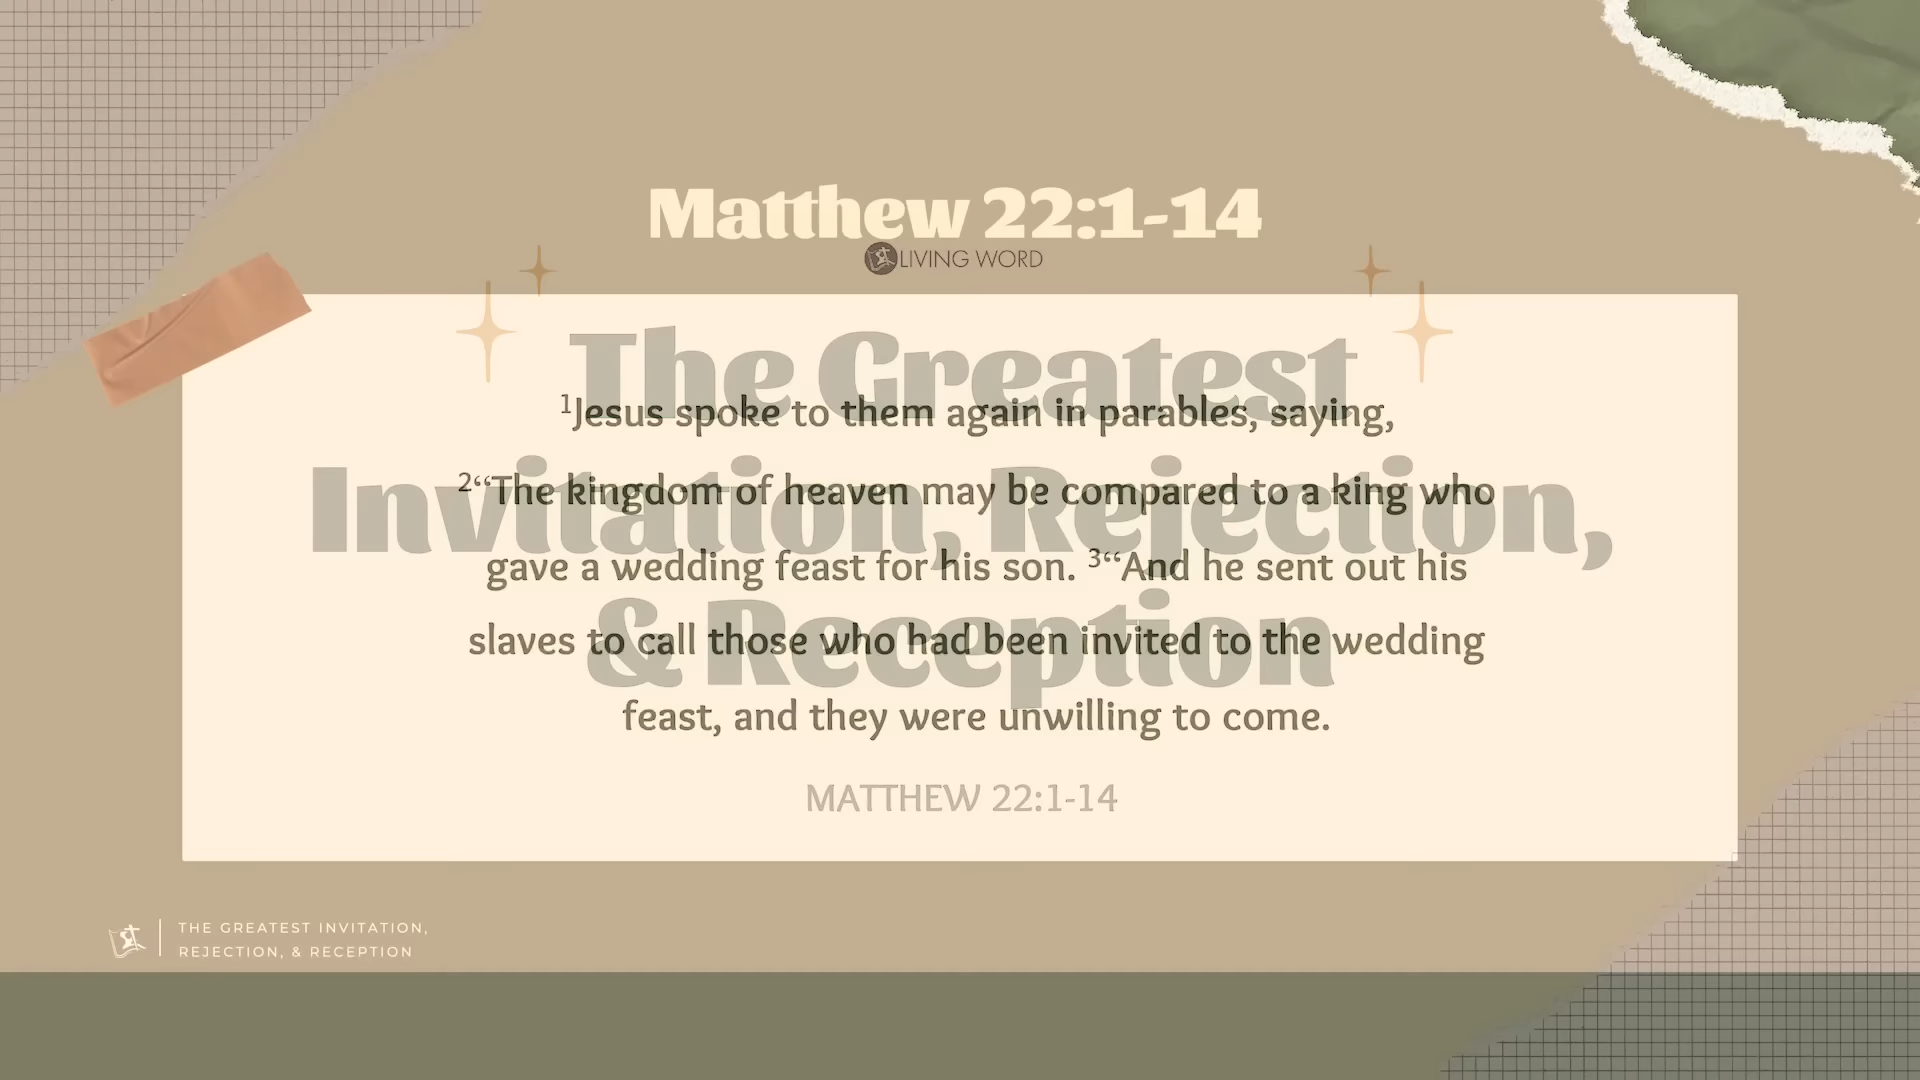 Matthew 22:1-14
LIVING WORD
The Greatest
Invitation, Rejection,
& Reception
1Jesus spoke to them again in parables, saying,
2“The kingdom of heaven may be compared to a king who
gave a wedding feast for his son. 3“And he sent out his
slaves to call those who had been invited to the wedding
feast, and they were unwilling to come.
MATTHEW 22:1-14
THE GREATEST INVITATION,
REJECTION, & RECEPTION